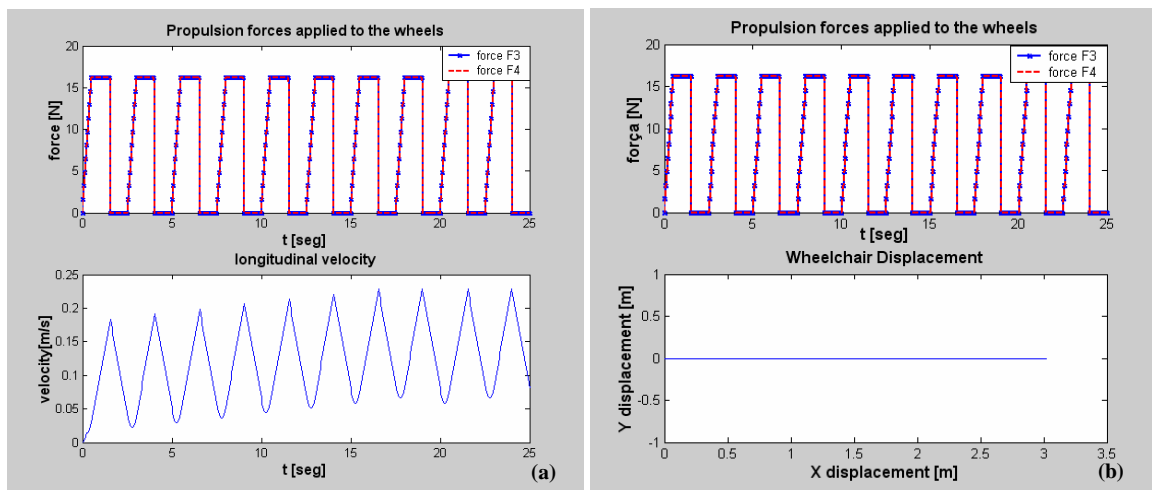 Propulsion forces applied to the wheels
20
15
10
5
0
force [N]
force F3
force F4
0 5 10 15 20 25
t [seg]
longitudinal velocity
0.25
0.2
0.15
0.1
0.05
0
velocity[m/s]
0 5 10 15 20 25
t [seg]
(a)
Propulsion forces applied to the wheels
20
15
10
5
0
força [N]
force F3
force F4
0 5 10 15 20 25
t [seg]
Wheelchair Displacement
1
0.5
0
-0.5
-1
Y displacement [m]
0 0.5 1 1.5 2 2.5 3 3.5
X displacement [m]
(b)